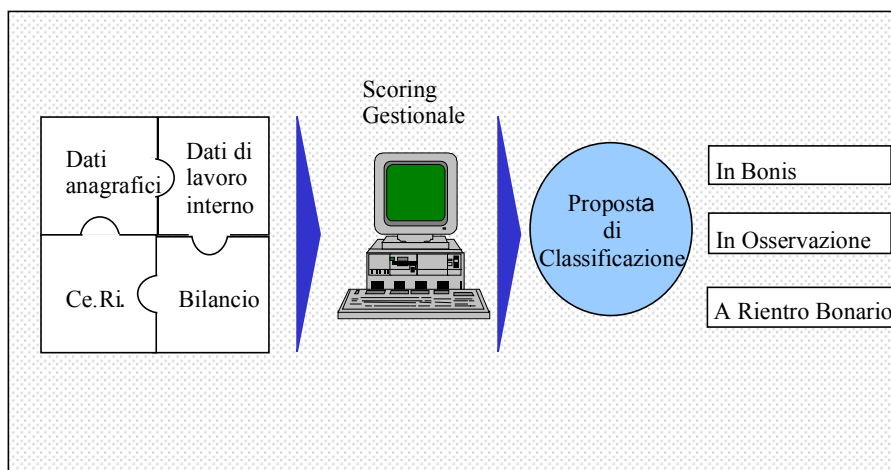 Scoring
Gestionale
Dati
anagrafici
Dati di
lavoro
interno
Ce.Ri.
Bilancio
Proposta
di
Classificazione
In Bonis
In Osservazione
A Rientro Bonario